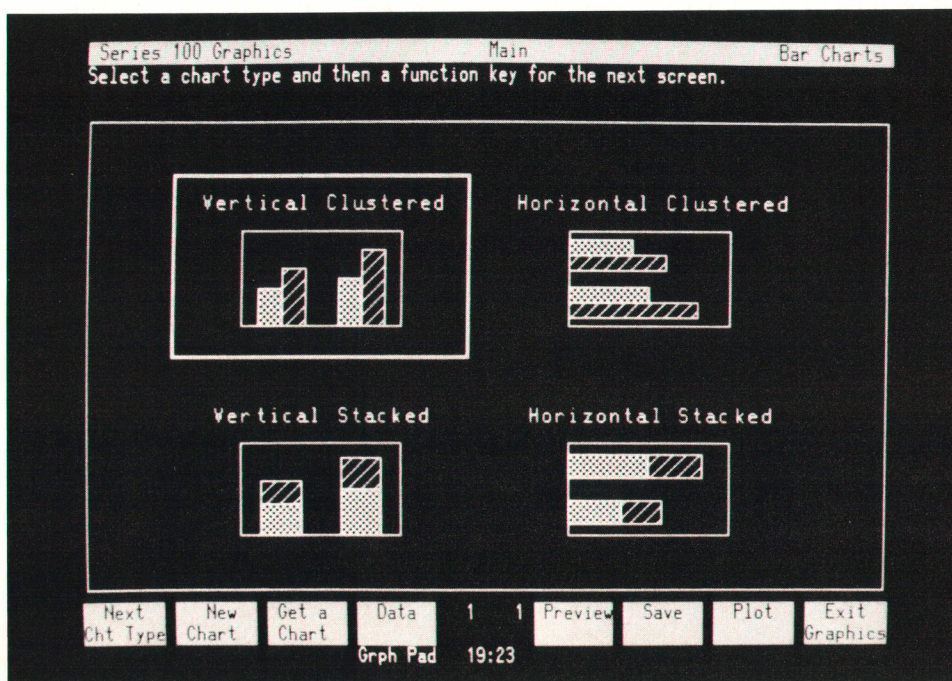 Series 100 Graphics Main Bar Charts
Select a chart type and then a function key for the next screen.
Vertical Clustered Horizontal Clustered
Vertical Stacked Horizontal Stacked
Next New Get a Data 1 1 Preview Save Plot Exit
Cht Type Chart Chart Graphics
Grph Pad 19:23